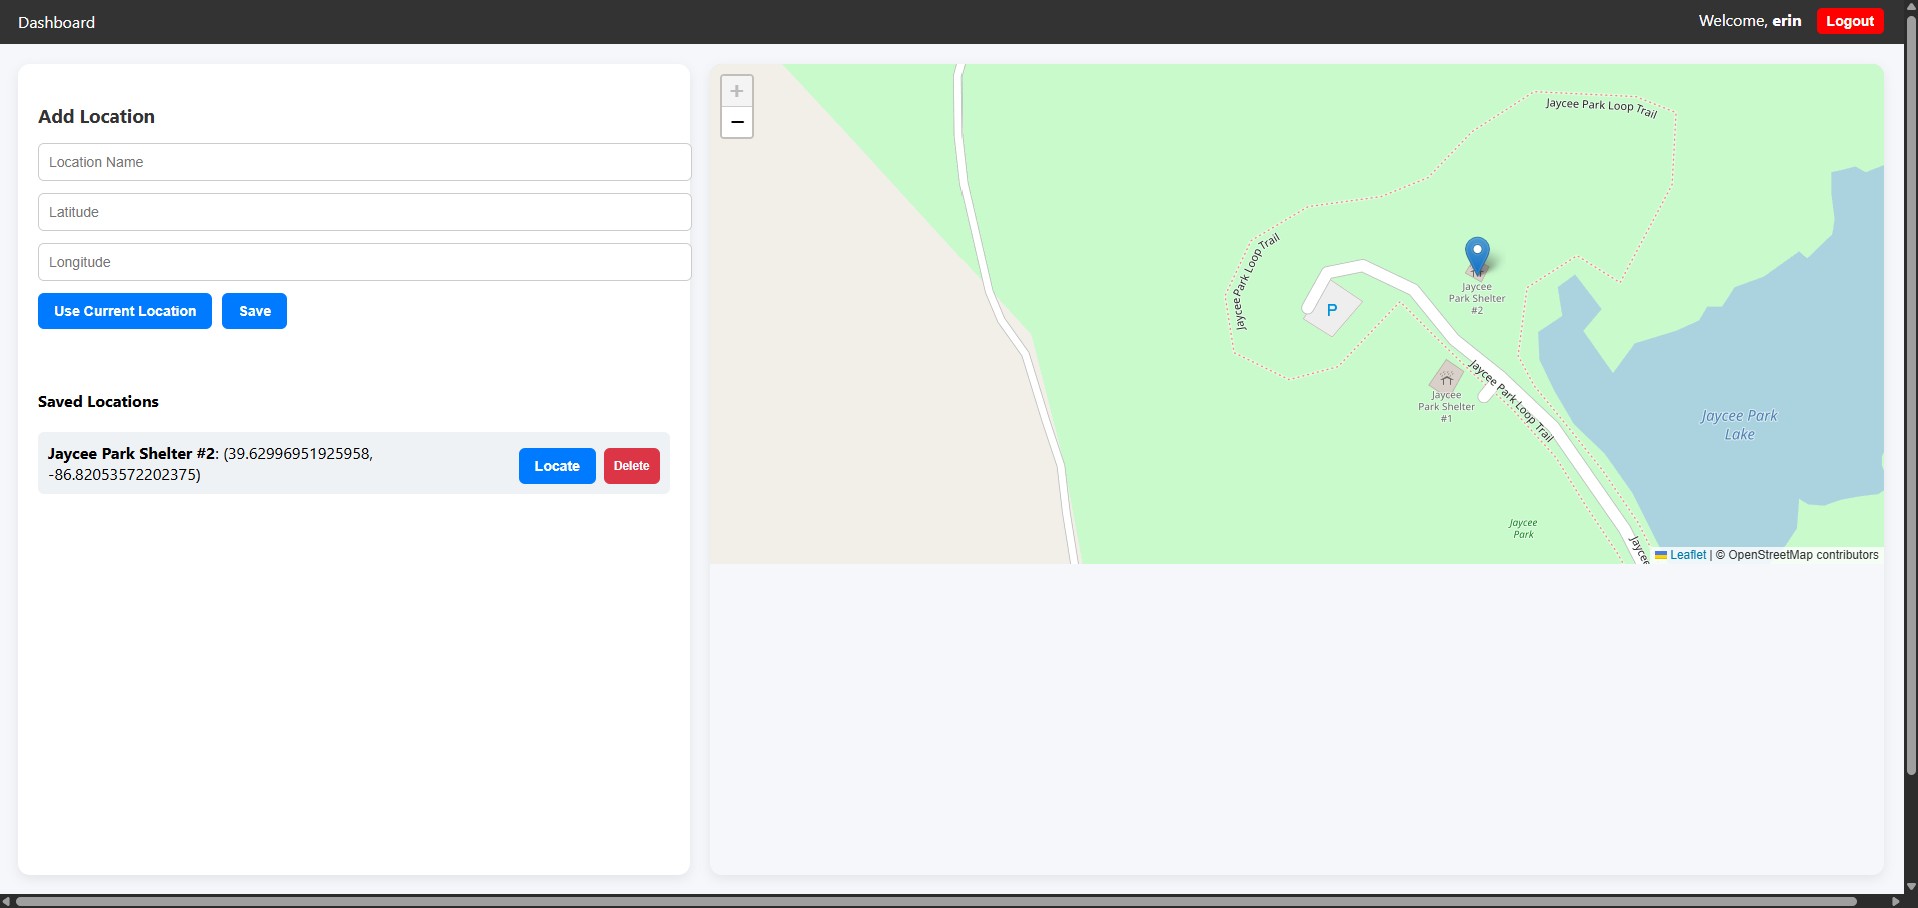 Dashboard
Welcome, erin
Logout
Add Location
Location Name
Latitude
Longitude
Use Current Location
Save
Saved Locations
Jaycee Park Shelter #2: (39.62996951925958,
-86.82053572202375)
Locate
Delete
+
−
Jaycee Park Loop Trail
Jaycee Park Loop Trail
Jaycee
Park Shelter
#2
P
Jaycee Park Loop Trail
Jaycee
Park Shelter
#1
Jaycee Park
Lake
Jaycee
Park
Jaycee
Leaflet | © OpenStreetMap contributors